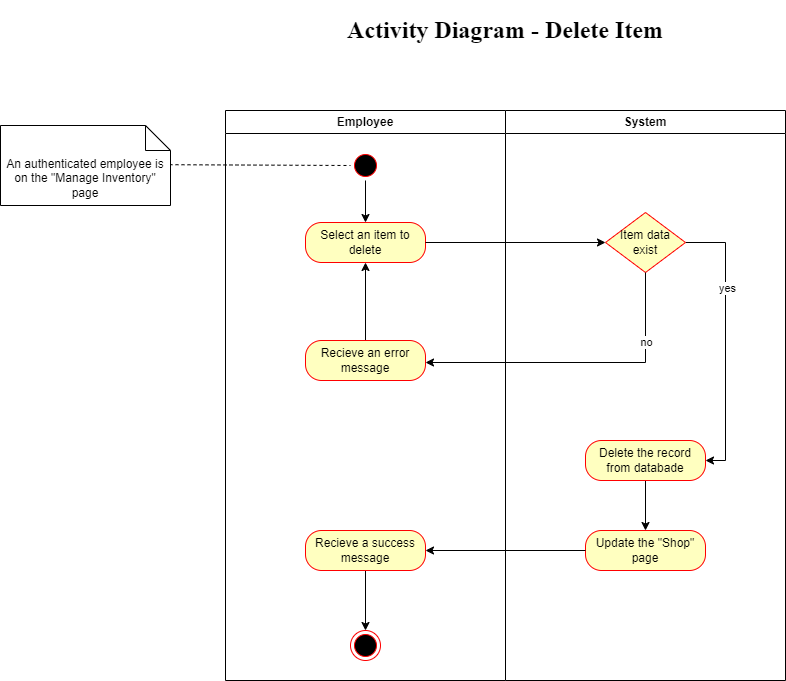 Activity Diagram - Delete Item
Employee
System
An authenticated employee is
on the "Manage Inventory"
page
Select an item to
delete
Item data
exist
yes
no
Recieve an error
message
Delete the record
from databade
Recieve a success
message
Update the "Shop"
page